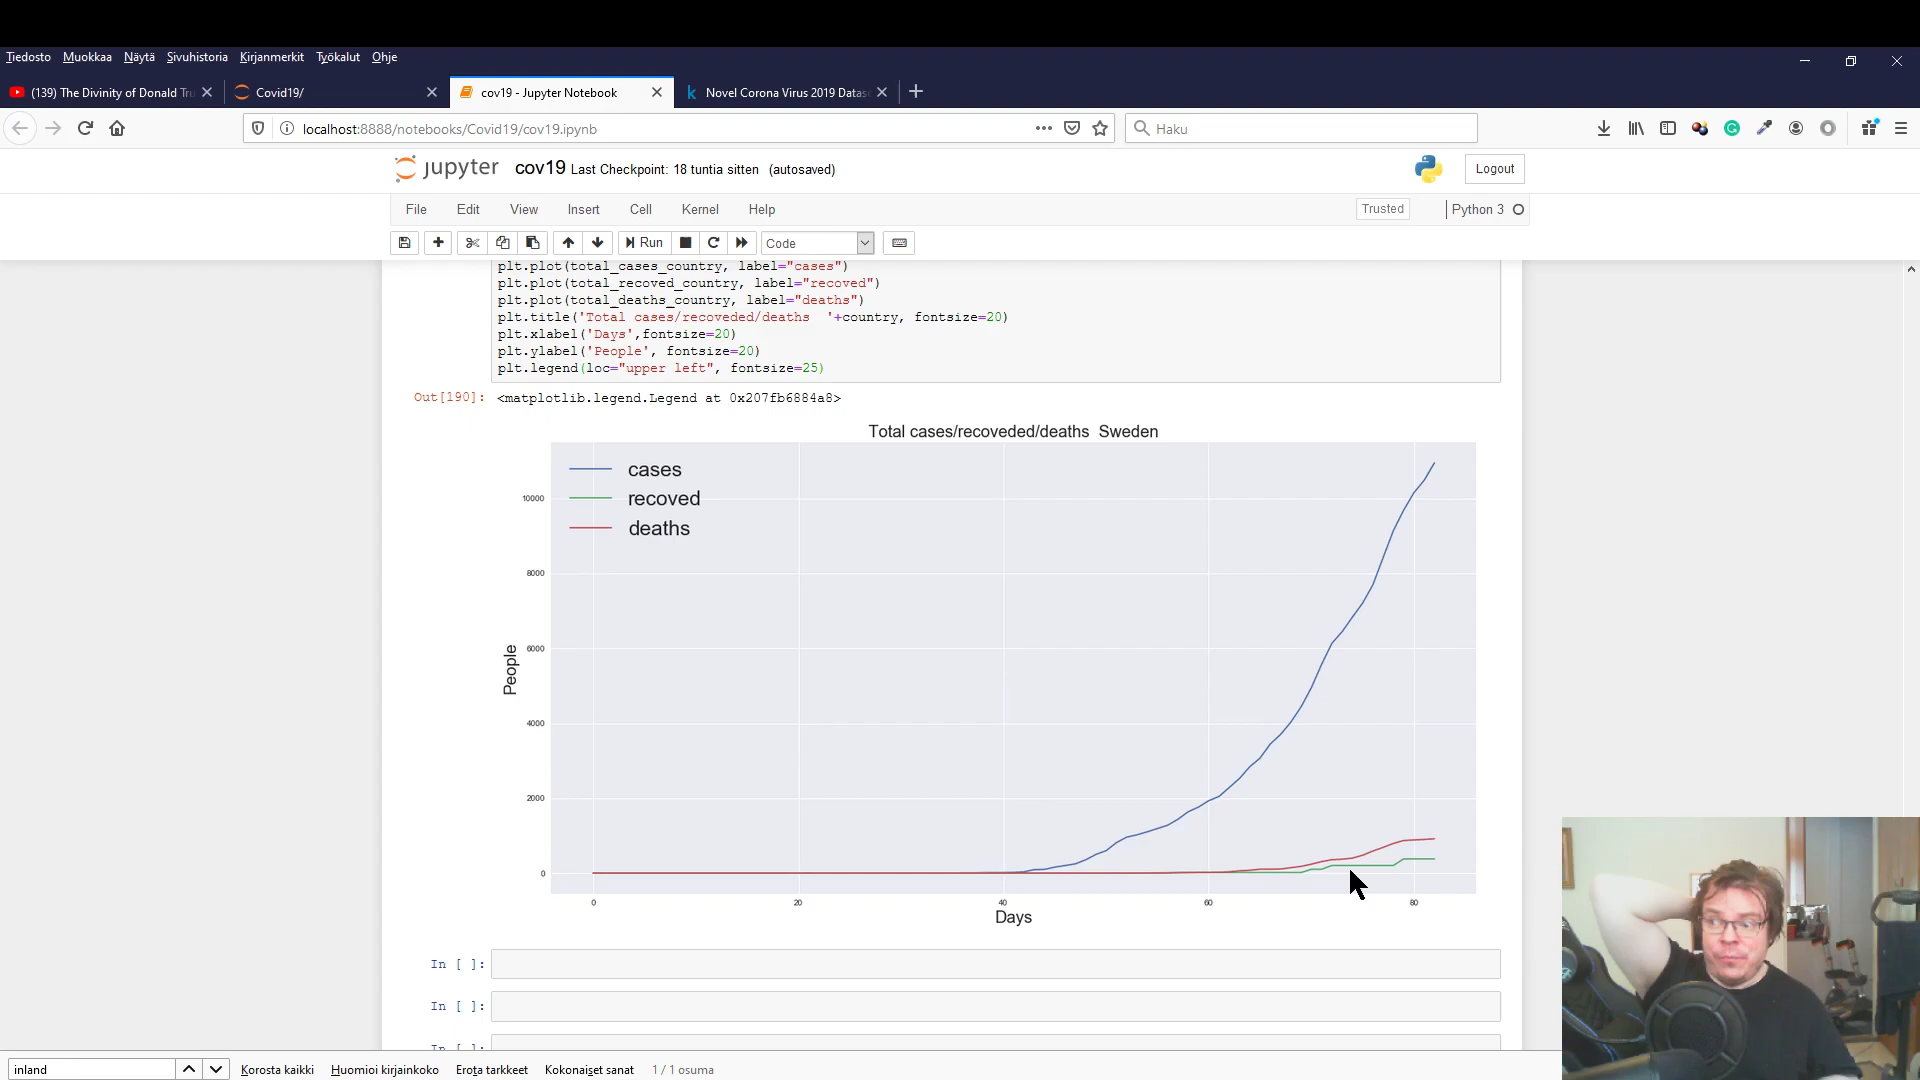 Tiedosto Muokkaa Näytä Sivuhistoria Kirjanmerkit Työkalut Ohje
(139) The Divinity of Donald Tru
Covid19/
cov19 - Jupyter Notebook
Novel Corona Virus 2019 Datas
localhost:8888/notebooks/Covid19/cov19.ipynb
Haku
jupyter cov19 Last Checkpoint: 18 tuntia sitten (autosaved)
Logout
File Edit View Insert Cell Kernel Help
Trusted
Python 3
Run
Code
plt.plot(total_cases_country, label="cases")
plt.plot(total_recoved_country, label="recoved")
plt.plot(total_deaths_country, label="deaths")
plt.title('Total cases/recoveded/deaths  '+country, fontsize=20)
plt.xlabel('Days',fontsize=20)
plt.ylabel('People', fontsize=20)
plt.legend(loc="upper left", fontsize=25)
Out[190]: <matplotlib.legend.Legend at 0x207fb6884a8>
Total cases/recoveded/deaths  Sweden
cases
recoved
deaths
10000
8000
6000
4000
2000
0
People
0 20 40 60 80
Days
In [ ]:
In [ ]:
In [ ]:
inland
Korosta kaikki Huomioi kirjainkoko Erota tarkkeet Kokonaiset sanat 1/1 osuma